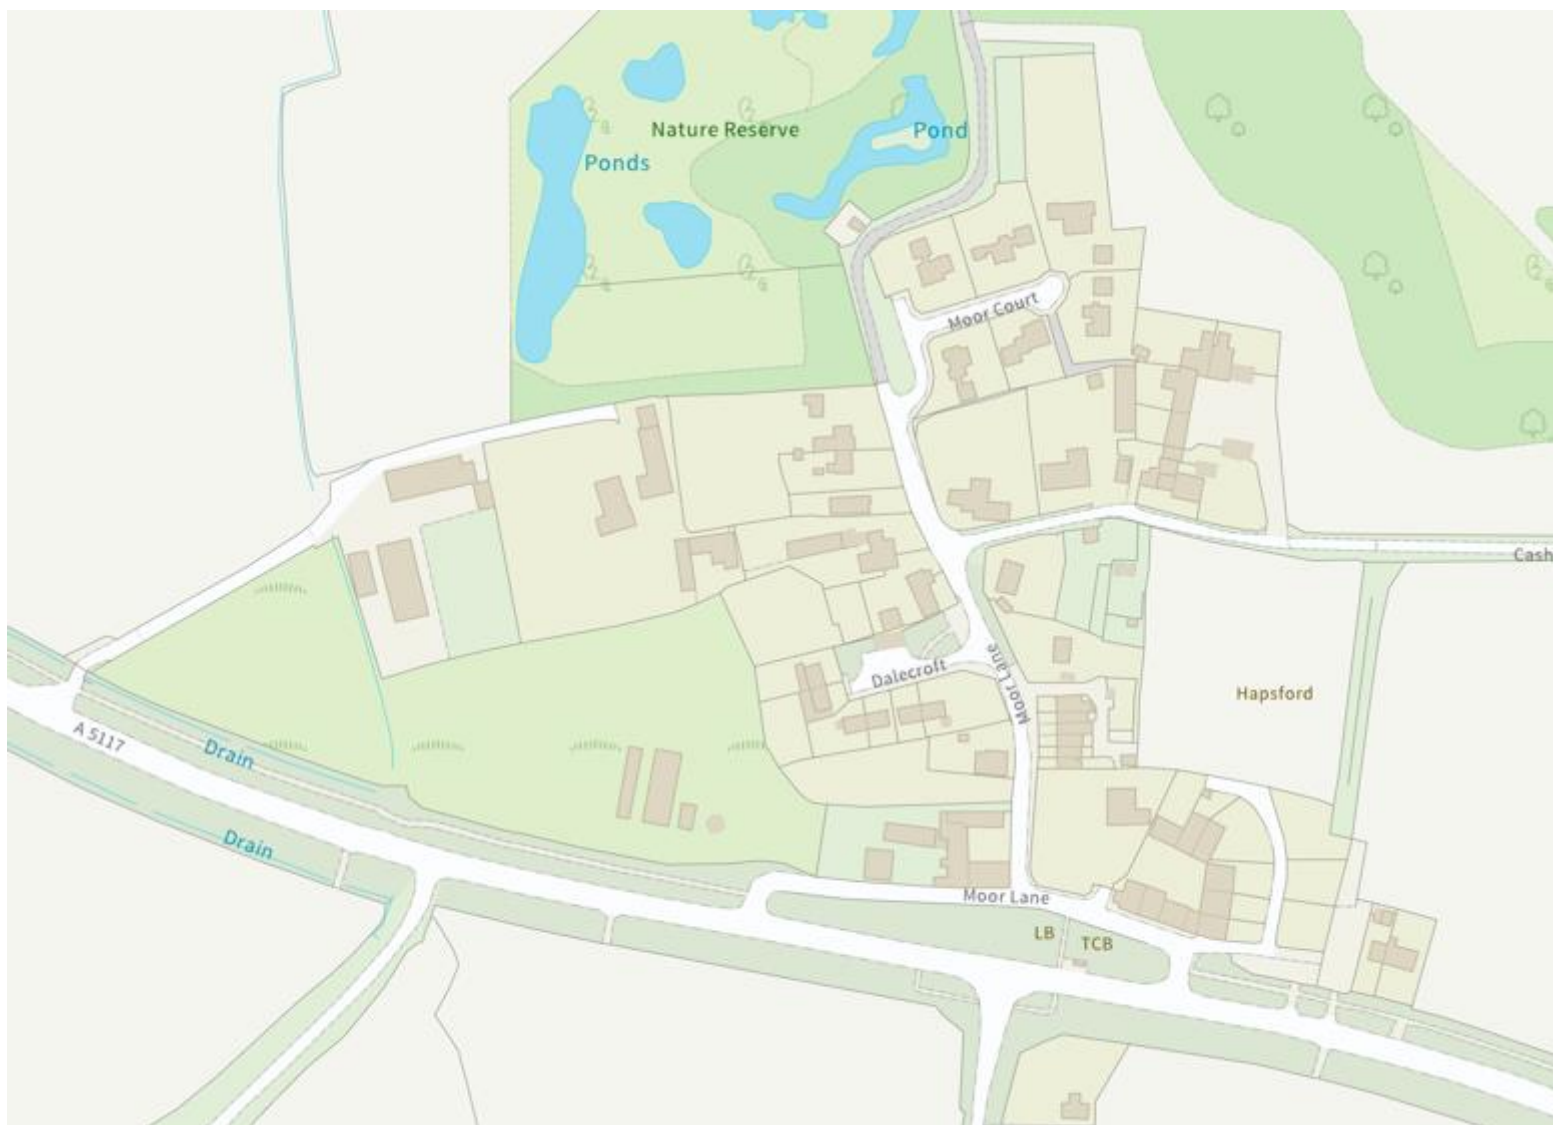 Nature Reserve
Pond
Ponds
Moor Court
Cash
Moor Lane
Dalecroft
Hapsford
A 5117
Drain
Drain
Moor Lane
LB
TCB